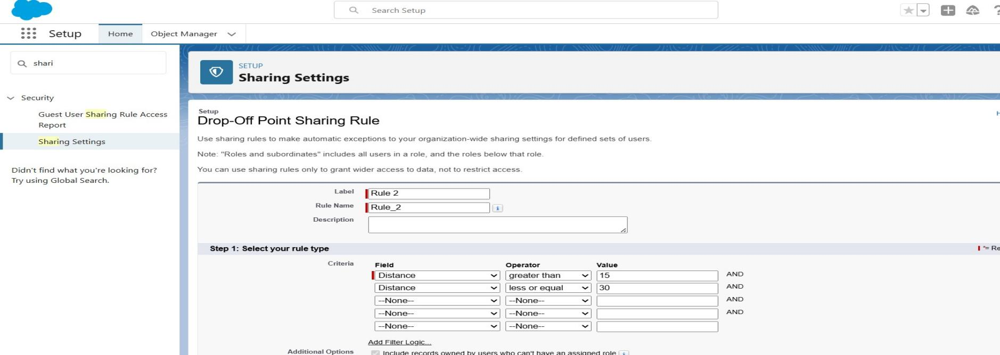 Search Setup
Setup
Home
Object Manager
shari
Security
Guest User Sharing Rule Access
Report
Sharing Settings
Didn't find what you're looking for?
Try using Global Search.
SETUP
Sharing Settings
Setup
Drop-Off Point Sharing Rule
Use sharing rules to make automatic exceptions to your organization-wide sharing settings for defined sets of users.
Note: "Roles and subordinates" includes all users in a role, and the roles below that role.
You can use sharing rules only to grant wider access to data, not to restrict access.
Label Rule 2
Rule Name Rule_2
Description
Step 1: Select your rule type *= Re
Criteria
Field Operator Value
Distance greater than 15 AND
Distance less or equal 30 AND
--None-- --None-- AND
--None-- --None-- AND
--None-- --None--
Add Filter Logic...
Additional Options Include records owned by users who can't have an assigned role